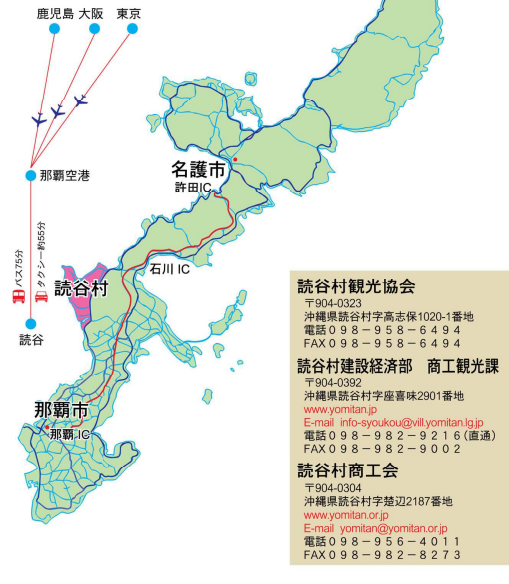 鹿児島 大阪 東京
那覇空港
バス75分
タクシー約55分
読谷
名護市
許田IC
石川 IC
読谷村
那覇市
那覇 IC
読谷村観光協会
〒904-0323
沖縄県読谷村字高志保1020-1番地
電話098－958－6494
FAX098－958－6494
読谷村建設経済部　商工観光課
〒904-0392
沖縄県読谷村字座喜味2901番地
www.yomitan.jp
E-mail info-syoukou@vill.yomitan.lg.jp
電話098－982－9216(直通)
FAX098－982－9002
読谷村商工会
〒904-0304
沖縄県読谷村字楚辺2187番地
www.yomitan.or.jp
E-mail yomitan@yomitan.or.jp
電話098－956－4011
FAX098－982－8273